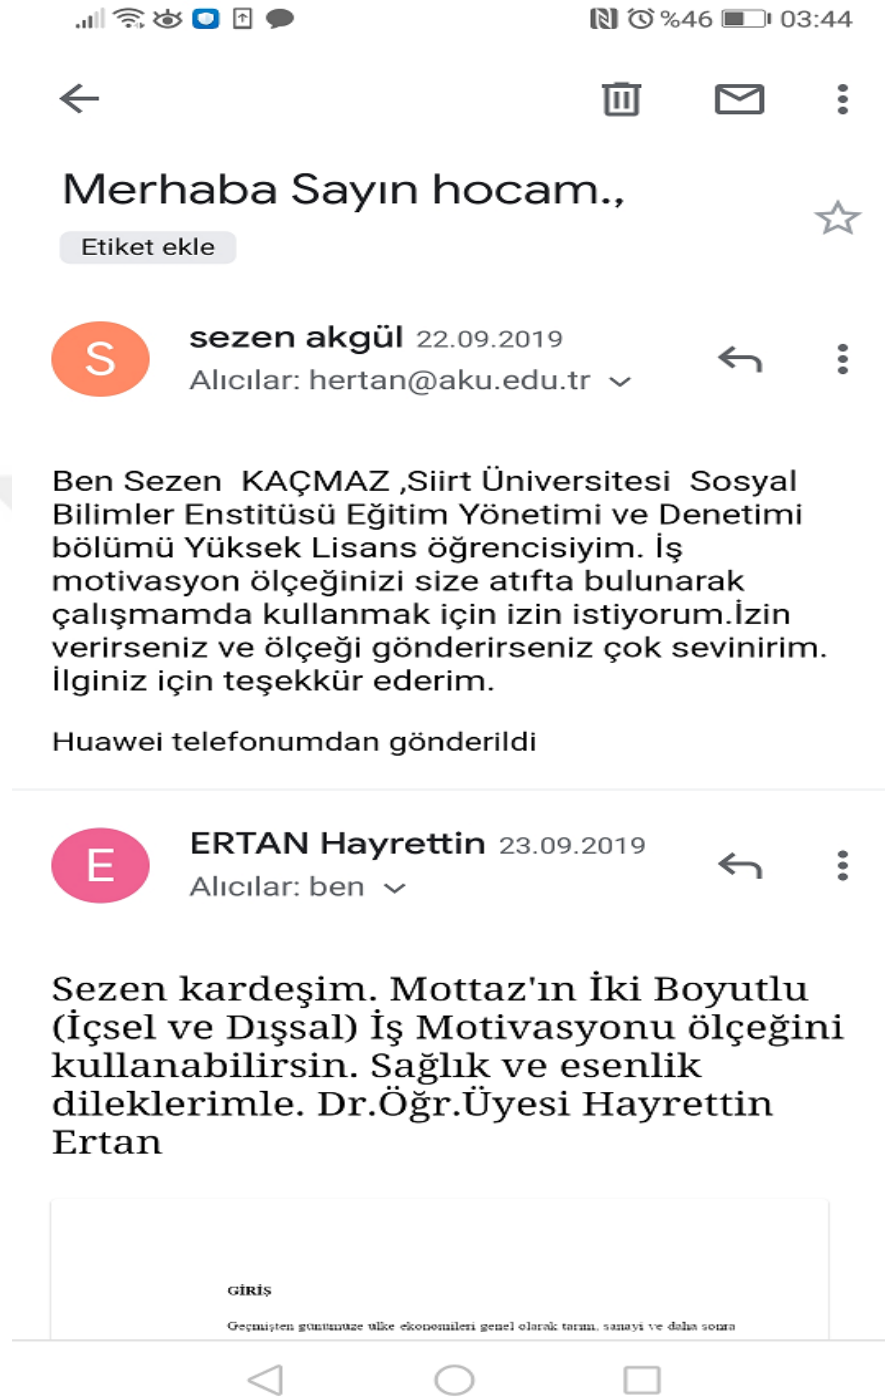 %46 03:44
Merhaba Sayın hocam.,
Etiket ekle
S
sezen akgül 22.09.2019
Alıcılar: hertan@aku.edu.tr
Ben Sezen KAÇMAZ ,Siirt Üniversitesi Sosyal
Bilimler Enstitüsü Eğitim Yönetimi ve Denetimi
bölümü Yüksek Lisans öğrencisiyim. İş
motivasyon ölçeğinizi size atıfta bulunarak
çalışmamda kullanmak için izin istiyorum.İzin
verirseniz ve ölçeği gönderirseniz çok sevinirim.
İlginiz için teşekkür ederim.
Huawei telefonumdan gönderildi
E
ERTAN Hayrettin 23.09.2019
Alıcılar: ben
Sezen kardeşim. Mottaz'ın İki Boyutlu
(İçsel ve Dışsal) İş Motivasyonu ölçeğini
kullanabilirsin. Sağlık ve esenlik
dileklerimle. Dr.Öğr.Üyesi Hayrettin
Ertan
GİRİŞ
Geçmişten günümüze ülke ekonomileri genel olarak tarım, sanayi ve daha sonra